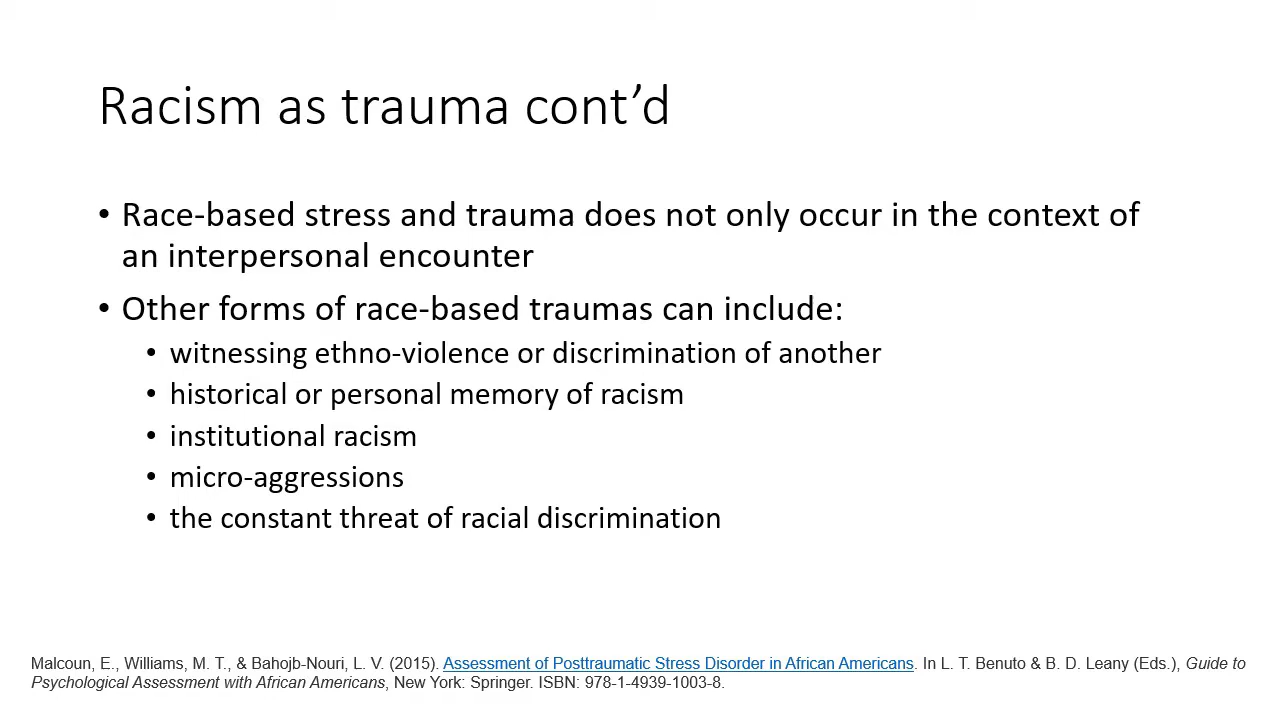 Racism as trauma cont’d
• Race-based stress and trauma does not only occur in the context of
an interpersonal encounter
• Other forms of race-based traumas can include:
• witnessing ethno-violence or discrimination of another
• historical or personal memory of racism
• institutional racism
• micro-aggressions
• the constant threat of racial discrimination
Malcoun, E., Williams, M. T., & Bahojb-Nouri, L. V. (2015). Assessment of Posttraumatic Stress Disorder in African Americans. In L. T. Benuto & B. D. Leany (Eds.), Guide to
Psychological Assessment with African Americans, New York: Springer. ISBN: 978-1-4939-1003-8.